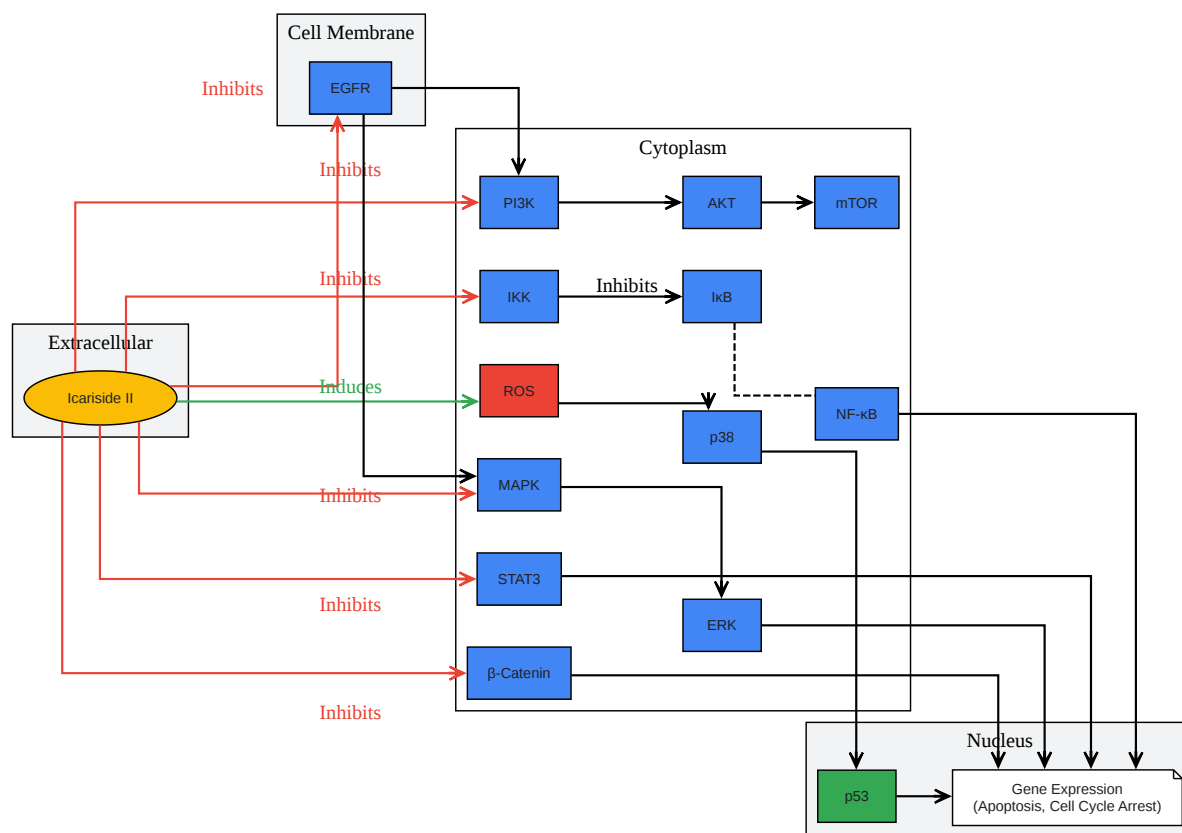 Cell Membrane
EGFR
Inhibits
Cytoplasm
Inhibits
PI3K
AKT
mTOR
Inhibits
IKK
Inhibits
IκB
Extracellular
Icariside II
Induces
ROS
NF-κB
p38
MAPK
Inhibits
STAT3
Inhibits
ERK
β-Catenin
Inhibits
Nucleus
p53
Gene Expression
(Apoptosis, Cell Cycle Arrest)